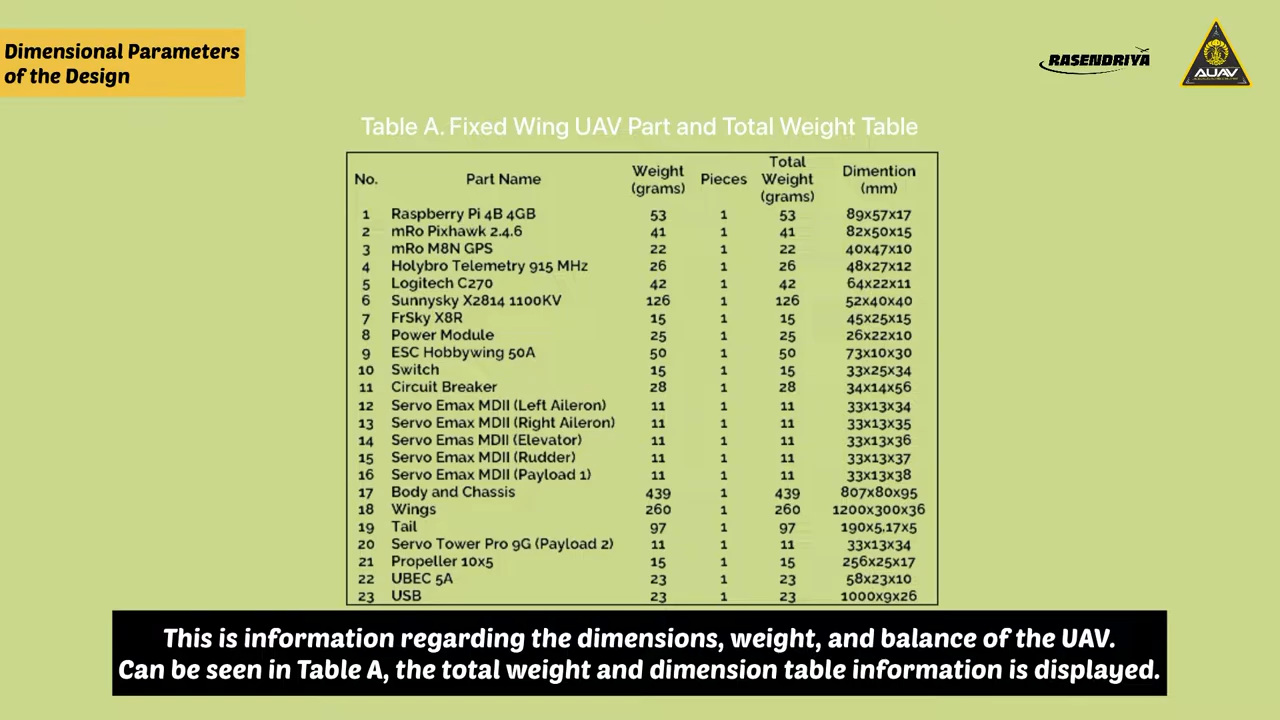 Dimensional Parameters
of the Design
RASENDRIYA
AUAV
Table A. Fixed Wing UAV Part and Total Weight Table
No. Part Name Weight (grams) Pieces Total Weight (grams) Dimention (mm)
1 Raspberry Pi 4B 4GB 53 1 53 89x57x17
2 mRo Pixhawk 2.4.6 41 1 41 82x50x15
3 mRo M8N GPS 22 1 22 40x47x10
4 Holybro Telemetry 915 MHz 26 1 26 48x27x12
5 Logitech C270 42 1 42 64x22x11
6 Sunnysky X2814 1100KV 126 1 126 52x40x40
7 FrSky X8R 15 1 15 45x25x15
8 Power Module 25 1 25 26x22x10
9 ESC Hobbywing 50A 50 1 50 73x10x30
10 Switch 15 1 15 33x25x34
11 Circuit Breaker 28 1 28 34x14x56
12 Servo Emax MDII (Left Aileron) 11 1 11 33x13x34
13 Servo Emax MDII (Right Aileron) 11 1 11 33x13x35
14 Servo Emas MDII (Elevator) 11 1 11 33x13x36
15 Servo Emax MDII (Rudder) 11 1 11 33x13x37
16 Servo Emax MDII (Payload 1) 11 1 11 33x13x38
17 Body and Chassis 439 1 439 807x80x95
18 Wings 260 1 260 1200x300x36
19 Tail 97 1 97 190x5,17x5
20 Servo Tower Pro 9G (Payload 2) 11 1 11 33x13x34
21 Propeller 10x5 15 1 15 256x25x17
22 UBEC 5A 23 1 23 58x23x10
23 USB 23 1 23 1000x9x26
This is information regarding the dimensions, weight, and balance of the UAV.
Can be seen in Table A, the total weight and dimension table information is displayed.